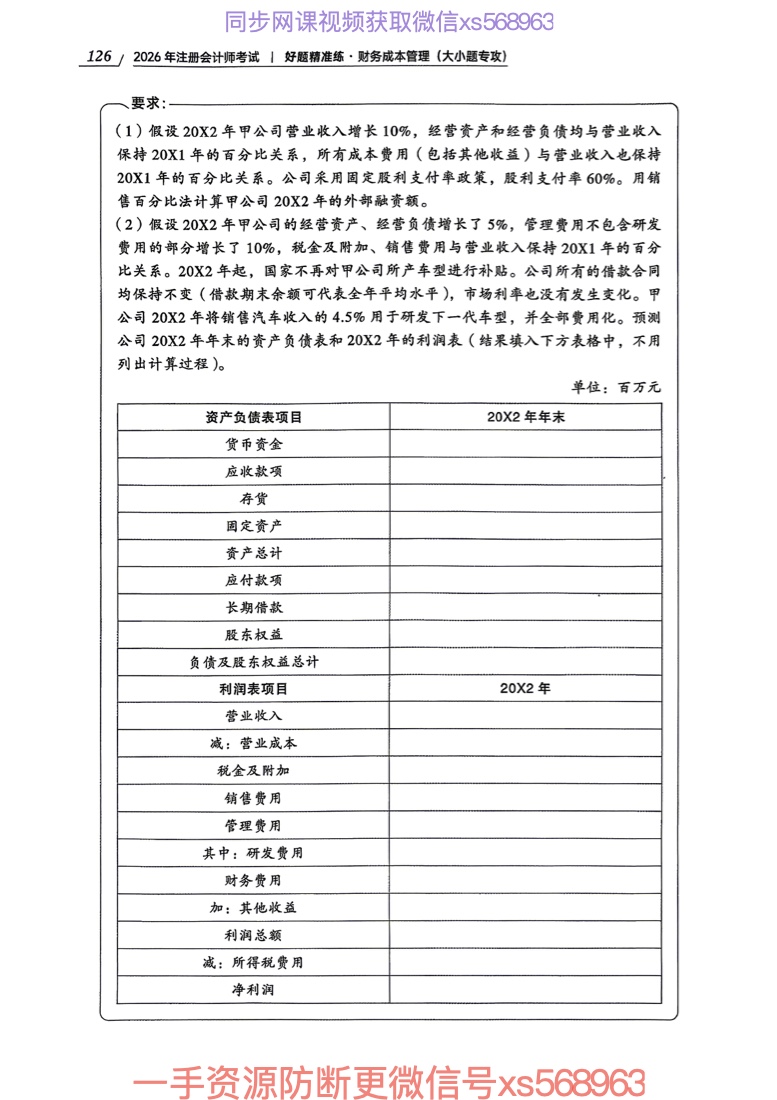 同步网课视频获取微信xs568963
126 / 2026年注册会计师考试 | 好题精准练·财务成本管理（大小题专攻）
要求：
（1）假设20X2年甲公司营业收入增长10%，经营资产和经营负债均与营业收入
保持20X1年的百分比关系，所有成本费用（包括其他收益）与营业收入也保持
20X1年的百分比关系。公司采用固定股利支付率政策，股利支付率60%。用销
售百分比法计算甲公司20X2年的外部融资额。
（2）假设20X2年甲公司的经营资产、经营负债增长了5%，管理费用不包含研发
费用的部分增长了10%，税金及附加、销售费用与营业收入保持20X1年的百分
比关系。20X2年起，国家不再对甲公司所产车型进行补贴。公司所有的借款合同
均保持不变（借款期末余额可代表全年平均水平），市场利率也没有发生变化。甲
公司20X2年将销售汽车收入的4.5%用于研发下一代车型，并全部费用化。预测
公司20X2年年末的资产负债表和20X2年的利润表（结果填入下方表格中，不用
列出计算过程）。
单位：百万元
资产负债表项目 20X2年年末
货币资金
应收款项
存货
固定资产
资产总计
应付款项
长期借款
股东权益
负债及股东权益总计
利润表项目 20X2年
营业收入
减：营业成本
税金及附加
销售费用
管理费用
其中：研发费用
财务费用
加：其他收益
利润总额
减：所得税费用
净利润
一手资源防断更微信号xs568963